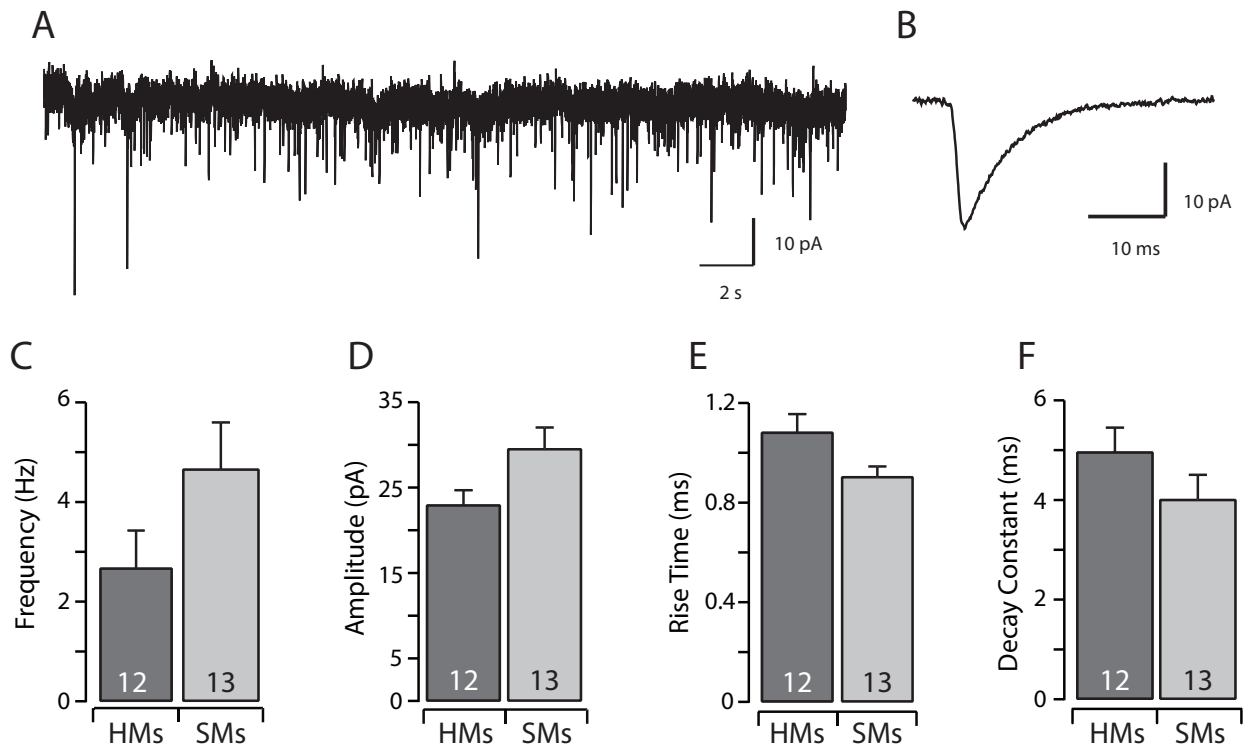 A
B
10 pA
2 s
10 pA
10 ms
C
D
E
F
Frequency (Hz)
6
4
2
0
12
13
HMs
SMs
Amplitude (pA)
35
25
15
5
0
12
13
HMs
SMs
Rise Time (ms)
1.2
0.8
0.4
0
12
13
HMs
SMs
Decay Constant (ms)
6
4
2
0
12
13
HMs
SMs